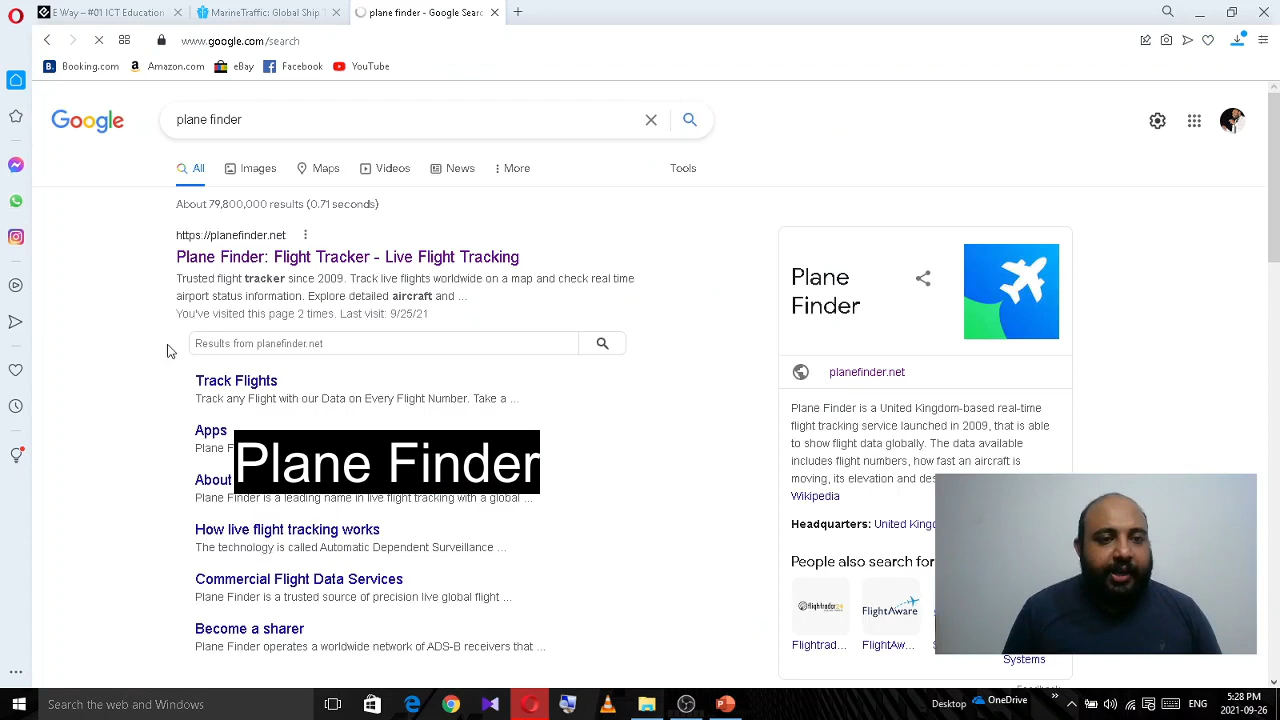 E Way – #01 ICT Education
MarineTraffic: Global Ship T
plane finder - Google Searc
www.google.com/search
Booking.com
Amazon.com
eBay
Facebook
YouTube
Google
plane finder
All
Images
Maps
Videos
News
More
Tools
About 79,800,000 results (0.71 seconds)
https://planefinder.net
Plane Finder: Flight Tracker - Live Flight Tracking
Trusted flight tracker since 2009. Track live flights worldwide on a map and check real time
airport status information. Explore detailed aircraft and ...
You've visited this page 2 times. Last visit: 9/25/21
Results from planefinder.net
Track Flights
Track any Flight with our Data on Every Flight Number. Take a ...
Apps
Plane F
Plane Finder
About
Plane Finder is a leading name in live flight tracking with a global ...
How live flight tracking works
The technology is called Automatic Dependent Surveillance ...
Commercial Flight Data Services
Plane Finder is a trusted source of precision live global flight ...
Become a sharer
Plane Finder operates a worldwide network of ADS-B receivers that ...
Plane
Finder
planefinder.net
Plane Finder is a United Kingdom-based real-time
flight tracking service launched in 2009, that is able
to show flight data globally. The data available
includes flight numbers, how fast an aircraft is
moving, its elevation and des
Wikipedia
Headquarters: United Kingd
People also search for
flightradar24
FlightAware
Flightrad...
FlightAw...
Systems
Search the web and Windows
Desktop
OneDrive
ENG
5:28 PM
2021-09-26